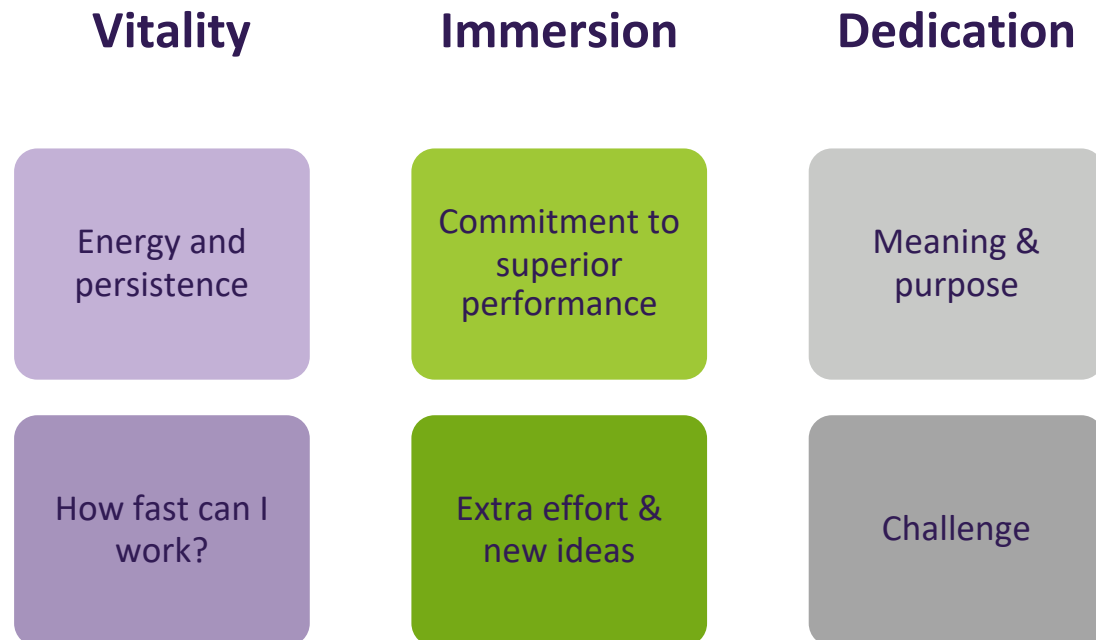 Vitality
Immersion
Dedication
Energy and
persistence
Commitment to
superior
performance
Meaning &
purpose
How fast can I
work?
Extra effort &
new ideas
Challenge